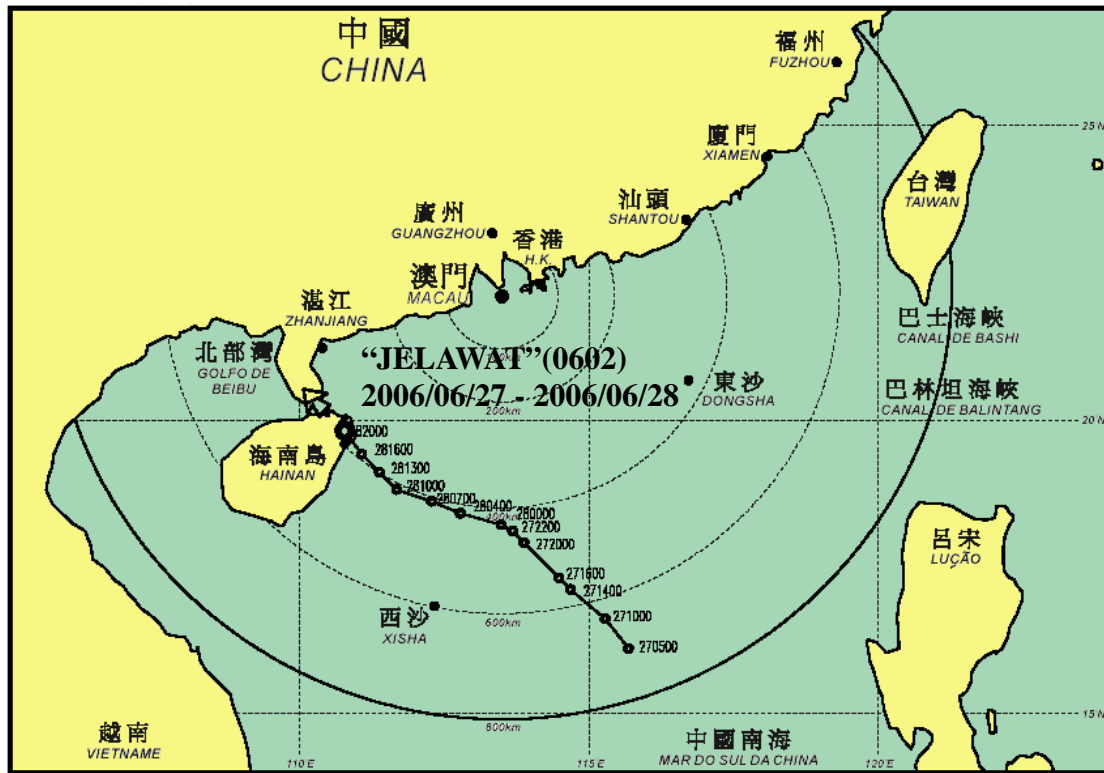 中國
CHINA
福州
FUZHOU
25°N
廈門
XIAMEN
台灣
TAIWAN
汕頭
SHANTOU
廣州
GUANGZHOU
香港
H.K.
澳門
MACAU
湛江
ZHANJIANG
巴士海峽
CANAL DE BASHI
北部灣
GOLFO DE
BEIBU
“JELAWAT”(0602)
2006/06/27 - 2006/06/28
200km
東沙
DONGSHA
巴林坦海峽
CANAL DE BALINTANG
20°N
282000
海南島
HAINAN
281600
281300
281000
280700
280400
280000
400km
272200
272000
呂宋
LUÇÃO
271600
271400
271000
西沙
XISHA
600km
270500
15°N
800km
越南
VIETNAME
中國南海
MAR DO SUL DA CHINA
110°E
115°E
120°E